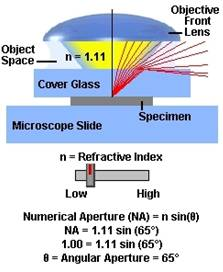 Objective
Front
Lens
Object
Space
n = 1.11
Cover Glass
Specimen
Microscope Slide
n = Refractive Index
Low High
Numerical Aperture (NA) = n sin(θ)
NA = 1.11 sin (65°)
1.00 = 1.11 sin (65°)
θ = Angular Aperture = 65°